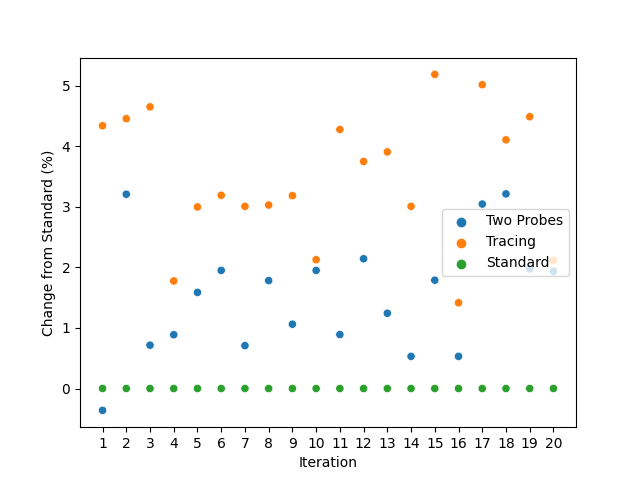 Change from Standard (%)
5
4
3
2
1
0
Two Probes
Tracing
Standard
1 2 3 4 5 6 7 8 9 10 11 12 13 14 15 16 17 18 19 20
Iteration